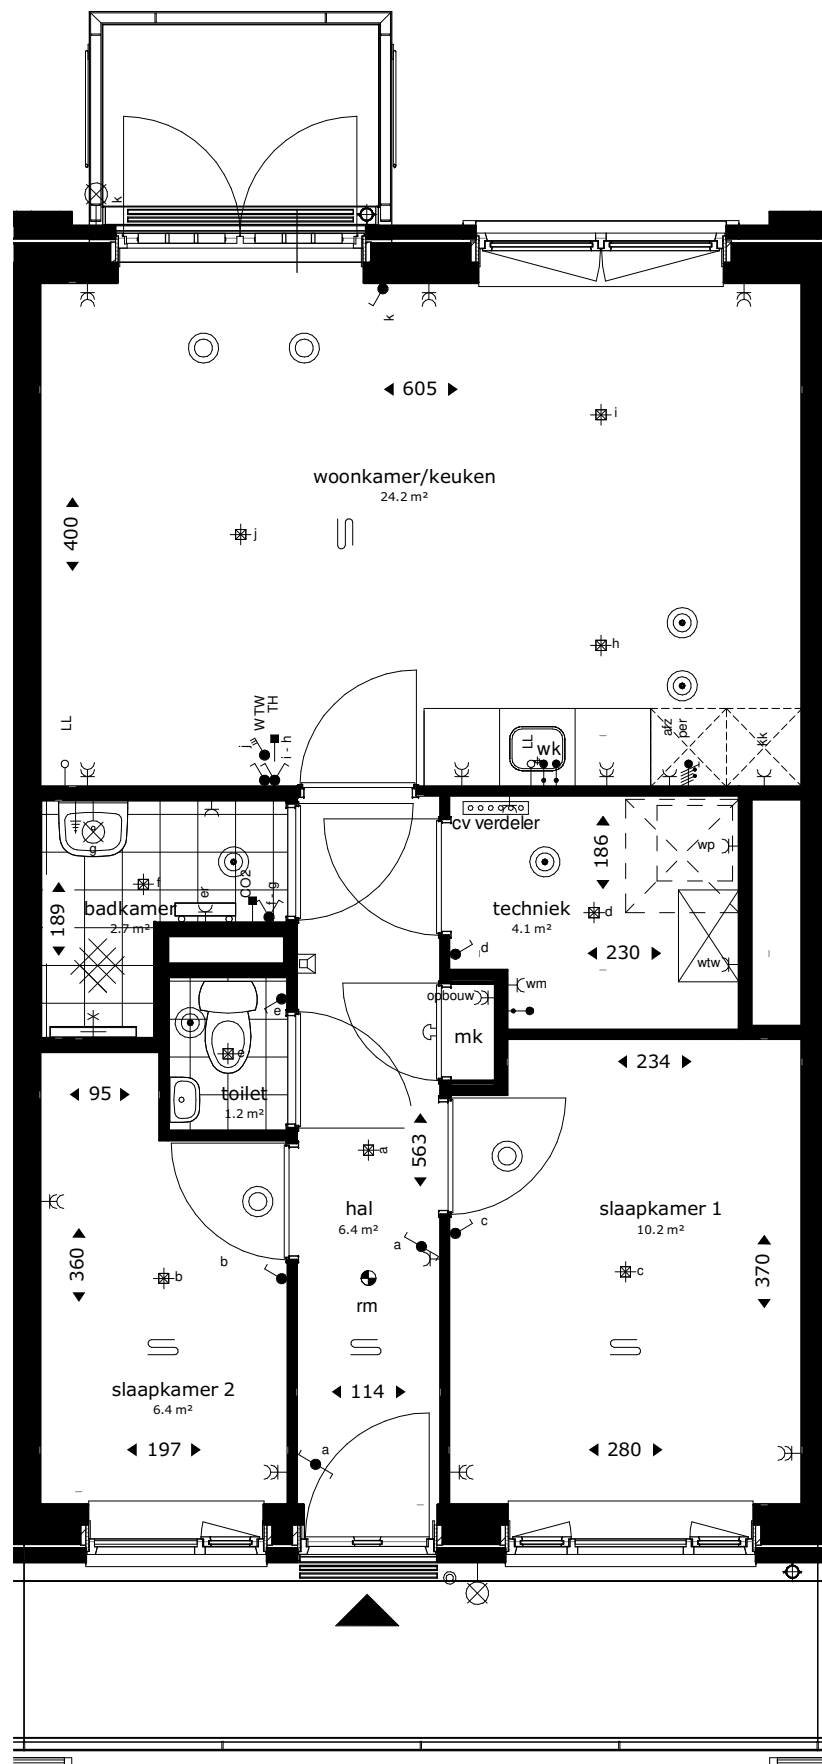 k
k
605
i
woonkamer/keuken
24.2 m²
400
j
h
LL
WTW
TH
j
i - h
LL
wk
afz
per
kk
cv verdeler
g
f
er
CO2
f - g
badkamer
2.7 m²
189
186
wp
techniek
4.1 m²
d
230
wtw
d
opbouw
wm
mk
e
e
toilet
1.2 m²
95
234
563
a
hal
6.4 m²
slaapkamer 1
10.2 m²
c
a
b
b
360
c
370
rm
slaapkamer 2
6.4 m²
114
197
a
280